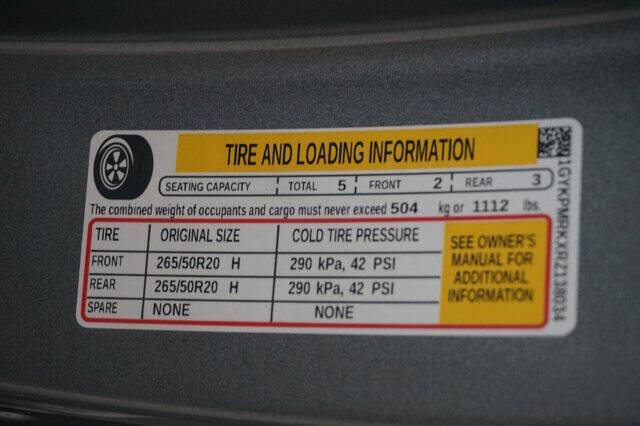 TIRE AND LOADING INFORMATION
SEATING CAPACITY TOTAL 5 FRONT 2 REAR 3
The combined weight of occupants and cargo must never exceed 504 kg or 1112 lbs.
TIRE ORIGINAL SIZE COLD TIRE PRESSURE
FRONT 265/50R20 H 290 kPa, 42 PSI
REAR 265/50R20 H 290 kPa, 42 PSI
SPARE NONE NONE
SEE OWNER'S
MANUAL FOR
ADDITIONAL
INFORMATION
1GYKPMRKXRZ138034